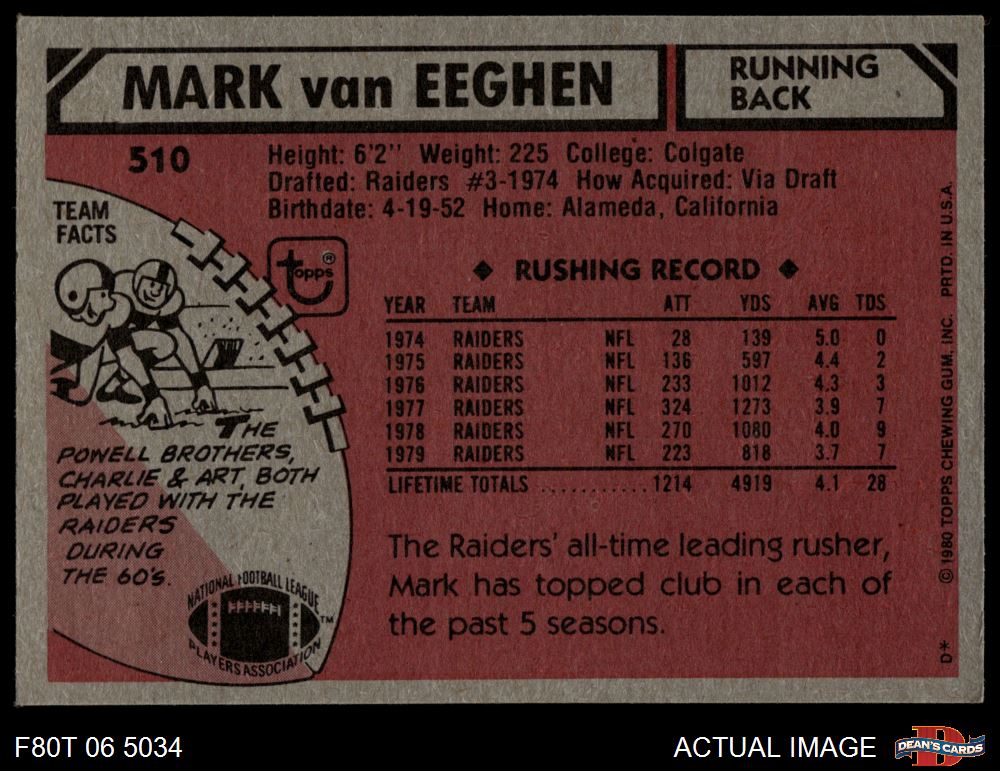 MARK van EEGHEN
RUNNING
BACK
510
Height: 6'2'' Weight: 225 College: Colgate
Drafted: Raiders #3-1974 How Acquired: Via Draft
Birthdate: 4-19-52 Home: Alameda, California
TEAM
FACTS
topps®
◆ RUSHING RECORD ◆
YEAR TEAM ATT YDS AVG TDS
1974 RAIDERS NFL 28 139 5.0 0
1975 RAIDERS NFL 136 597 4.4 2
1976 RAIDERS NFL 233 1012 4.3 3
1977 RAIDERS NFL 324 1273 3.9 7
1978 RAIDERS NFL 270 1080 4.0 9
1979 RAIDERS NFL 223 818 3.7 7
LIFETIME TOTALS ........... 1214 4919 4.1 28
THE
POWELL BROTHERS,
CHARLIE & ART, BOTH
PLAYED WITH THE
RAIDERS
DURING
THE 60's.
NATIONAL FOOTBALL LEAGUE
PLAYERS ASSOCIATION
TM
The Raiders' all-time leading rusher,
Mark has topped club in each of
the past 5 seasons.
D* © 1980 TOPPS CHEWING GUM, INC. PRTD. IN U.S.A.
F80T 06 5034
ACTUAL IMAGE
DEAN'S CARDS